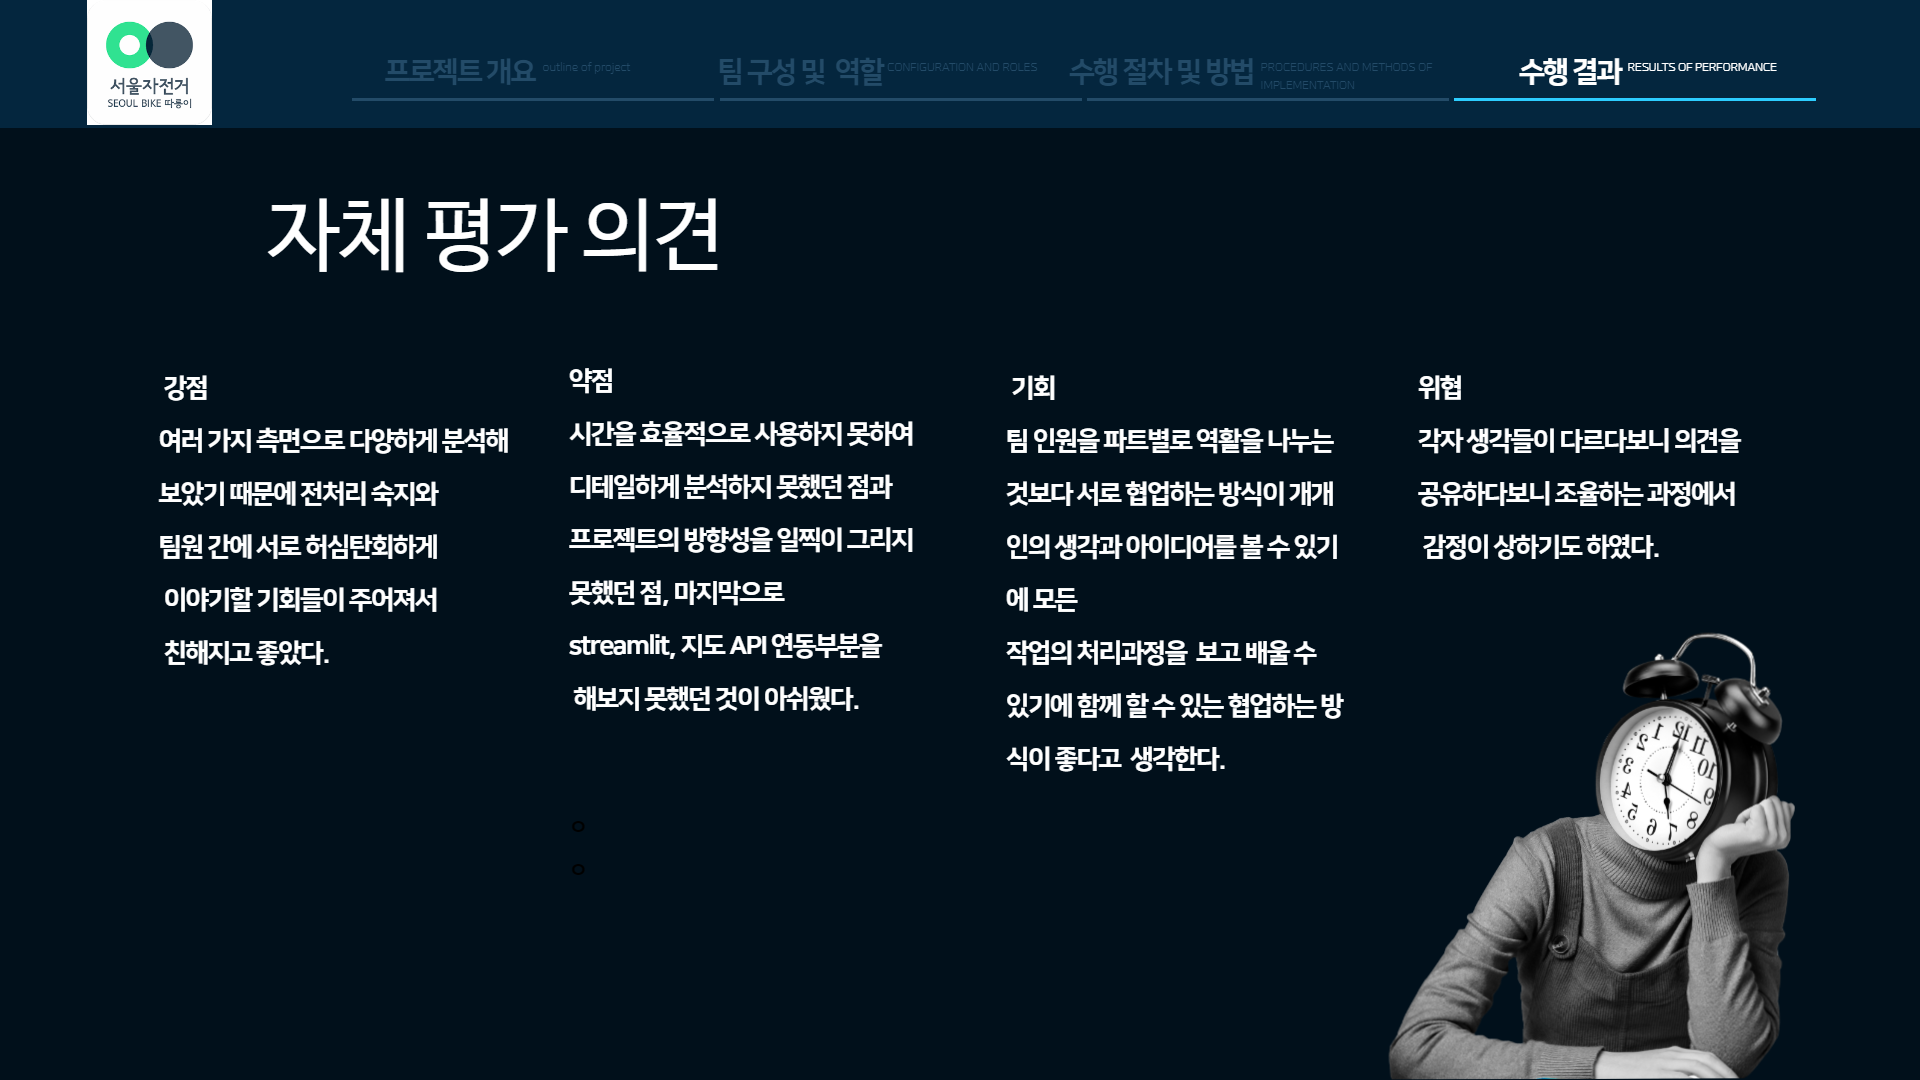 서울자전거
SEOUL BIKE 따릉이
프로젝트 개요 outline of project
팀 구성 및 역할 CONFIGURATION AND ROLES
수행 절차 및 방법 PROCEDURES AND METHODS OF
IMPLEMENTATION
수행 결과 RESULTS OF PERFORMANCE
자체 평가 의견
강점
여러 가지 측면으로 다양하게 분석해
보았기 때문에 전처리 숙지와
팀원 간에 서로 허심탄회하게
이야기할 기회들이 주어져서
친해지고 좋았다.
약점
시간을 효율적으로 사용하지 못하여
디테일하게 분석하지 못했던 점과
프로젝트의 방향성을 일찍이 그리지
못했던 점, 마지막으로
streamlit, 지도 API 연동부분을
해보지 못했던 것이 아쉬웠다.
ㅇ
ㅇ
기회
팀 인원을 파트별로 역활을 나누는
것보다 서로 협업하는 방식이 개개
인의 생각과 아이디어를 볼 수 있기
에 모든
작업의 처리과정을 보고 배울 수
있기에 함께 할 수 있는 협업하는 방
식이 좋다고 생각한다.
위협
각자 생각들이 다르다보니 의견을
공유하다보니 조율하는 과정에서
감정이 상하기도 하였다.
12
1
2
3
4
5
6
7
8
9
10
11